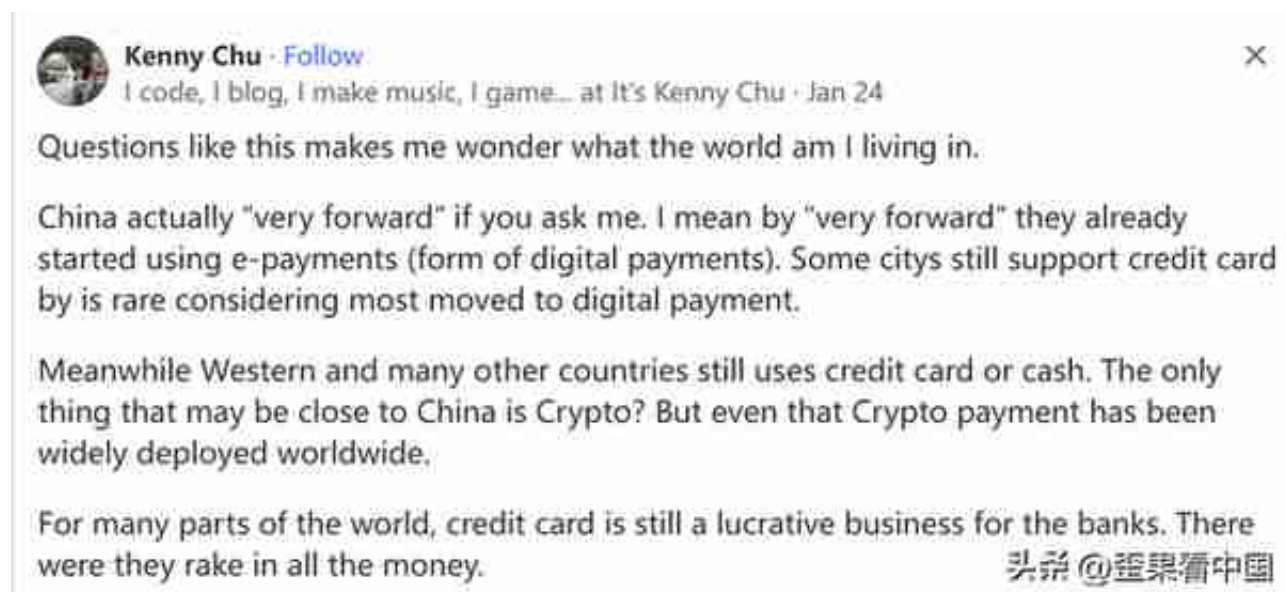 Kenny Chu · Follow
I code, I blog, I make music, I game... at It's Kenny Chu · Jan 24
Questions like this makes me wonder what the world am I living in.
China actually "very forward" if you ask me. I mean by "very forward" they already
started using e-payments (form of digital payments). Some citys still support credit card
by is rare considering most moved to digital payment.
Meanwhile Western and many other countries still uses credit card or cash. The only
thing that may be close to China is Crypto? But even that Crypto payment has been
widely deployed worldwide.
For many parts of the world, credit card is still a lucrative business for the banks. There
were they rake in all the money.
头条 @歪果看中国